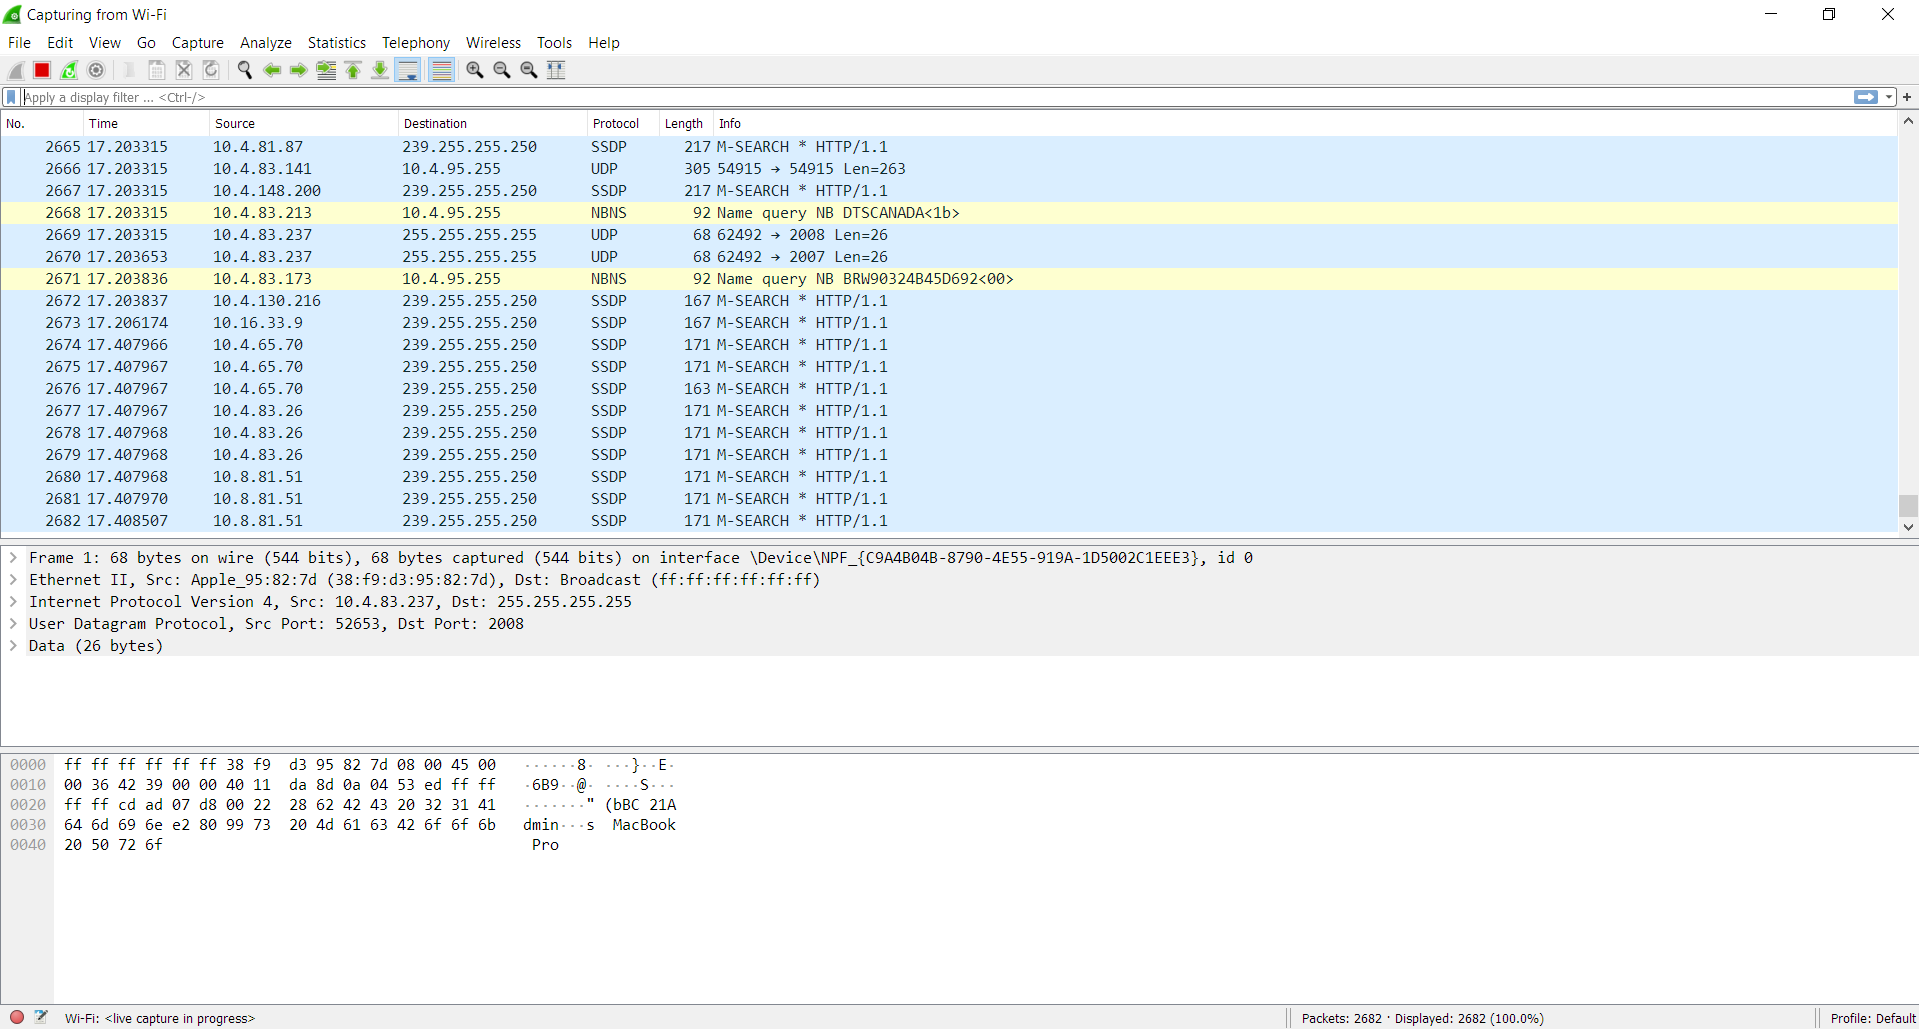 Capturing from Wi-Fi
File Edit View Go Capture Analyze Statistics Telephony Wireless Tools Help
Apply a display filter ... <Ctrl-/>
+
No. Time Source Destination Protocol Length Info
2665 17.203315 10.4.81.87 239.255.255.250 SSDP 217 M-SEARCH * HTTP/1.1
2666 17.203315 10.4.83.141 10.4.95.255 UDP 305 54915 → 54915 Len=263
2667 17.203315 10.4.148.200 239.255.255.250 SSDP 217 M-SEARCH * HTTP/1.1
2668 17.203315 10.4.83.213 10.4.95.255 NBNS 92 Name query NB DTSCANADA<1b>
2669 17.203315 10.4.83.237 255.255.255.255 UDP 68 62492 → 2008 Len=26
2670 17.203653 10.4.83.237 255.255.255.255 UDP 68 62492 → 2007 Len=26
2671 17.203836 10.4.83.173 10.4.95.255 NBNS 92 Name query NB BRW90324B45D692<00>
2672 17.203837 10.4.130.216 239.255.255.250 SSDP 167 M-SEARCH * HTTP/1.1
2673 17.206174 10.16.33.9 239.255.255.250 SSDP 167 M-SEARCH * HTTP/1.1
2674 17.407966 10.4.65.70 239.255.255.250 SSDP 171 M-SEARCH * HTTP/1.1
2675 17.407967 10.4.65.70 239.255.255.250 SSDP 171 M-SEARCH * HTTP/1.1
2676 17.407967 10.4.65.70 239.255.255.250 SSDP 163 M-SEARCH * HTTP/1.1
2677 17.407967 10.4.83.26 239.255.255.250 SSDP 171 M-SEARCH * HTTP/1.1
2678 17.407968 10.4.83.26 239.255.255.250 SSDP 171 M-SEARCH * HTTP/1.1
2679 17.407968 10.4.83.26 239.255.255.250 SSDP 171 M-SEARCH * HTTP/1.1
2680 17.407968 10.8.81.51 239.255.255.250 SSDP 171 M-SEARCH * HTTP/1.1
2681 17.407970 10.8.81.51 239.255.255.250 SSDP 171 M-SEARCH * HTTP/1.1
2682 17.408507 10.8.81.51 239.255.255.250 SSDP 171 M-SEARCH * HTTP/1.1
Frame 1: 68 bytes on wire (544 bits), 68 bytes captured (544 bits) on interface \Device\NPF_{C9A4B04B-8790-4E55-919A-1D5002C1EEE3}, id 0
Ethernet II, Src: Apple_95:82:7d (38:f9:d3:95:82:7d), Dst: Broadcast (ff:ff:ff:ff:ff:ff)
Internet Protocol Version 4, Src: 10.4.83.237, Dst: 255.255.255.255
User Datagram Protocol, Src Port: 52653, Dst Port: 2008
Data (26 bytes)
0000 ff ff ff ff ff ff 38 f9 d3 95 82 7d 08 00 45 00 ······8· ···}··E·
0010 00 36 42 39 00 00 40 11 da 8d 0a 04 53 ed ff ff ·6B9··@· ····S···
0020 ff ff cd ad 07 d8 00 22 28 62 42 43 20 32 31 41 ·······" (bBC 21A
0030 64 6d 69 6e e2 80 99 73 20 4d 61 63 42 6f 6f 6b dmin···s MacBook
0040 20 50 72 6f Pro
Wi-Fi: <live capture in progress> Packets: 2682 · Displayed: 2682 (100.0%) Profile: Default